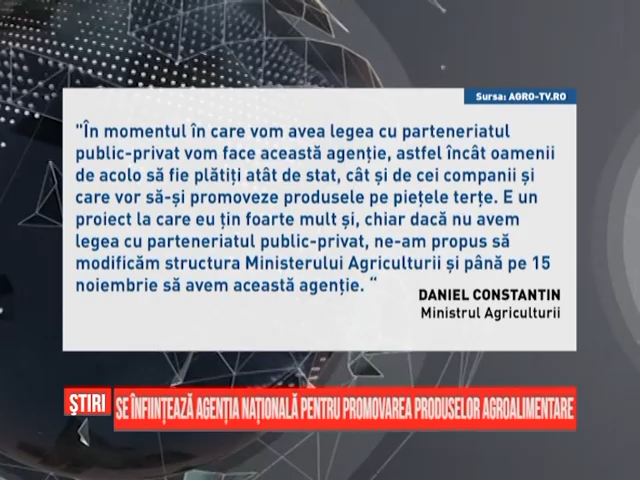 Sursa: AGRO-TV.RO
"În momentul în care vom avea legea cu parteneriatul
public-privat vom face această agenție, astfel încât oamenii
de acolo să fie plătiți atât de stat, cât și de cei companii și
care vor să-și promoveze produsele pe piețele terțe. E un
proiect la care eu țin foarte mult și, chiar dacă nu avem
legea cu parteneriatul public-privat, ne-am propus să
modificăm structura Ministerului Agriculturii și până pe 15
noiembrie să avem această agenție. “
DANIEL CONSTANTIN
Ministrul Agriculturii
ŞTIRI
SE ÎNFIINȚEAZĂ AGENȚIA NAȚIONALĂ PENTRU PROMOVAREA PRODUSELOR AGROALIMENTARE